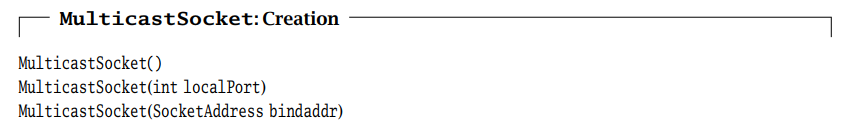 MulticastSocket: Creation
MulticastSocket()
MulticastSocket(int localPort)
MulticastSocket(SocketAddress bindaddr)